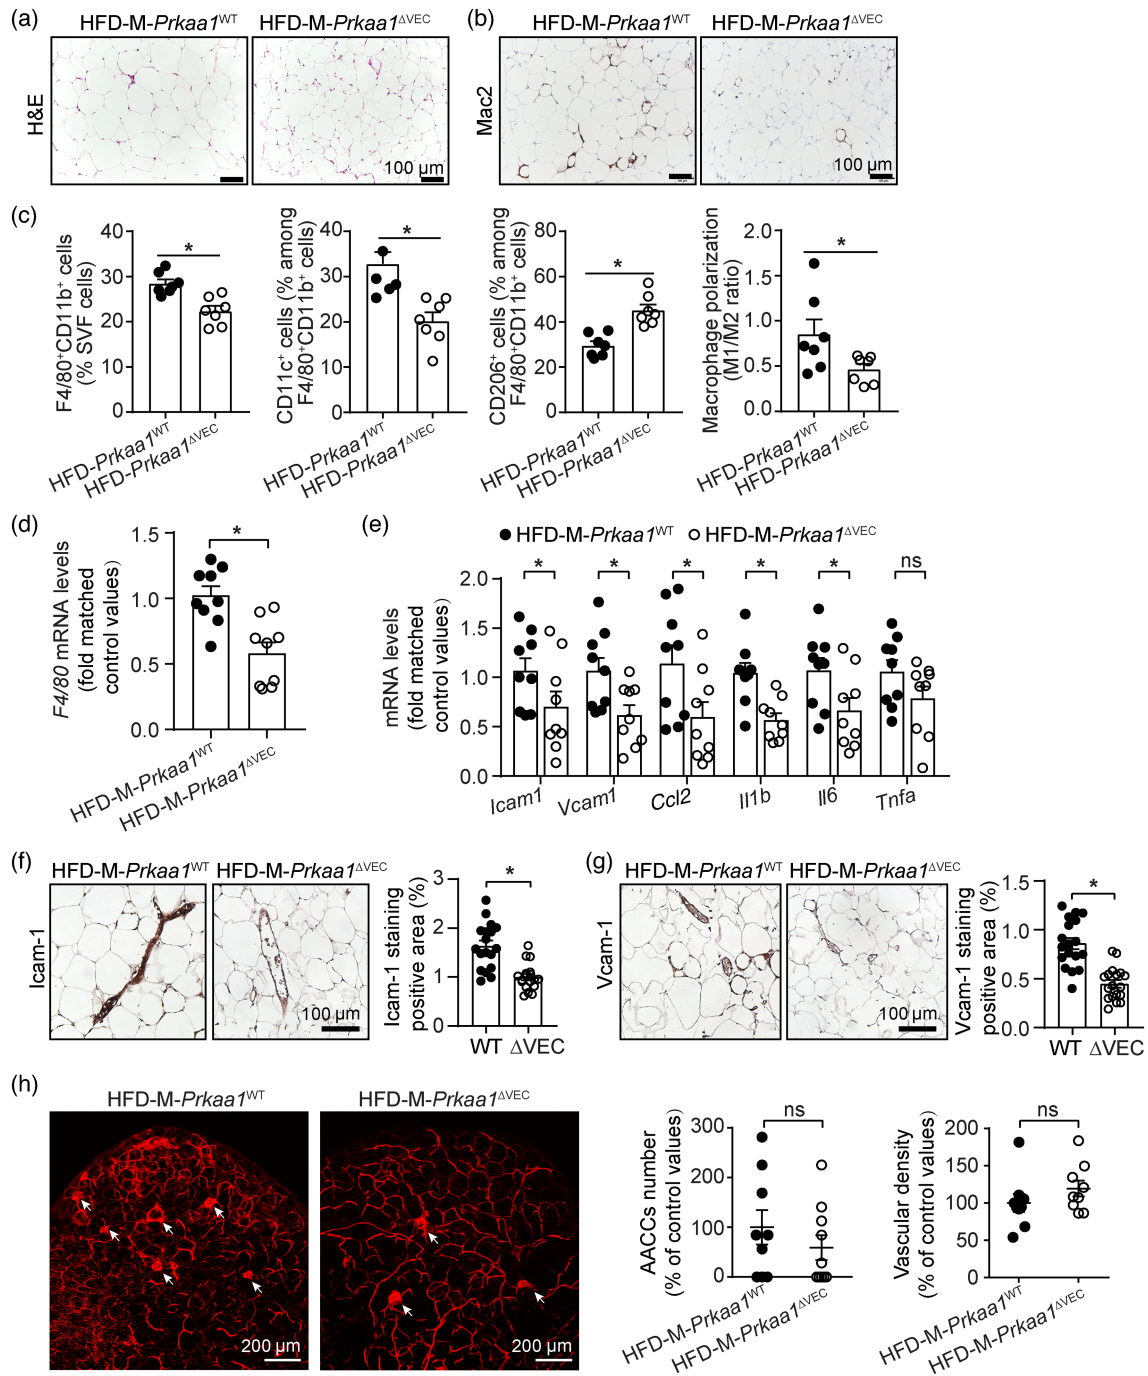 (a)
HFD-M-Prkaa1WT
HFD-M-Prkaa1ΔVEC
H&E
100 µm
(b)
HFD-M-Prkaa1WT
HFD-M-Prkaa1ΔVEC
Mac2
100 µm
(c)
F4/80+CD11b+ cells
(% SVF cells)
40
30
20
10
0
*
HFD-Prkaa1WT
HFD-Prkaa1ΔVEC
CD11c+ cells (% among
F4/80+CD11b+ cells)
40
30
20
10
0
*
HFD-Prkaa1WT
HFD-Prkaa1ΔVEC
CD206+ cells (% among
F4/80+CD11b+ cells)
80
60
40
20
0
*
HFD-Prkaa1WT
HFD-Prkaa1ΔVEC
Macrophage polarization
(M1/M2 ratio)
2.0
1.5
1.0
0.5
0.0
*
HFD-Prkaa1WT
HFD-Prkaa1ΔVEC
(d)
F4/80 mRNA levels
(fold matched
control values)
1.5
1.0
0.5
0.0
*
HFD-M-Prkaa1WT
HFD-M-Prkaa1ΔVEC
(e)
HFD-M-Prkaa1WT
HFD-M-Prkaa1ΔVEC
mRNA levels
(fold matched
control values)
2.0
1.5
1.0
0.5
0.0
* * * * * ns
Icam1 Vcam1 Ccl2 Il1b Il6 Tnfa
(f)
HFD-M-Prkaa1WT
HFD-M-Prkaa1ΔVEC
Icam-1
100 µm
Icam-1 staining
positive area (%)
3
2
1
0
*
WT ΔVEC
(g)
HFD-M-Prkaa1WT
HFD-M-Prkaa1ΔVEC
Vcam-1
100 µm
Vcam-1 staining
positive area (%)
1.5
1.0
0.5
0.0
*
WT ΔVEC
(h)
HFD-M-Prkaa1WT
HFD-M-Prkaa1ΔVEC
200 µm
200 µm
AACCs number
(% of control values)
300
200
100
0
ns
HFD-M-Prkaa1WT
HFD-M-Prkaa1ΔVEC
Vascular density
(% of control values)
200
150
100
50
0
ns
HFD-M-Prkaa1WT
HFD-M-Prkaa1ΔVEC